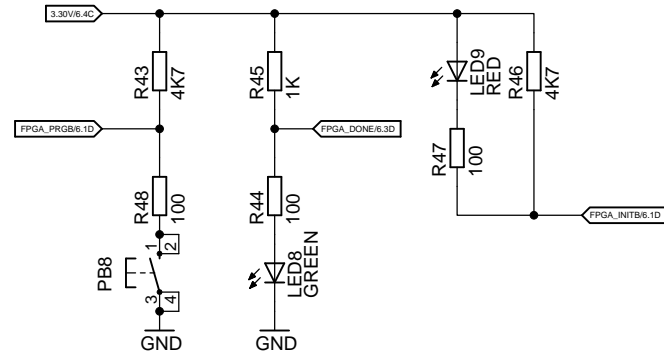 3.30V/6.4C
R43
4K7
R45
1K
LED9
RED
R46
4K7
FPGA_PRGB/6.1D
FPGA_DONE/6.3D
R47
100
R48
100
R44
100
FPGA_INITB/6.1D
PB8
1
2
3
4
LED8
GREEN
GND
GND